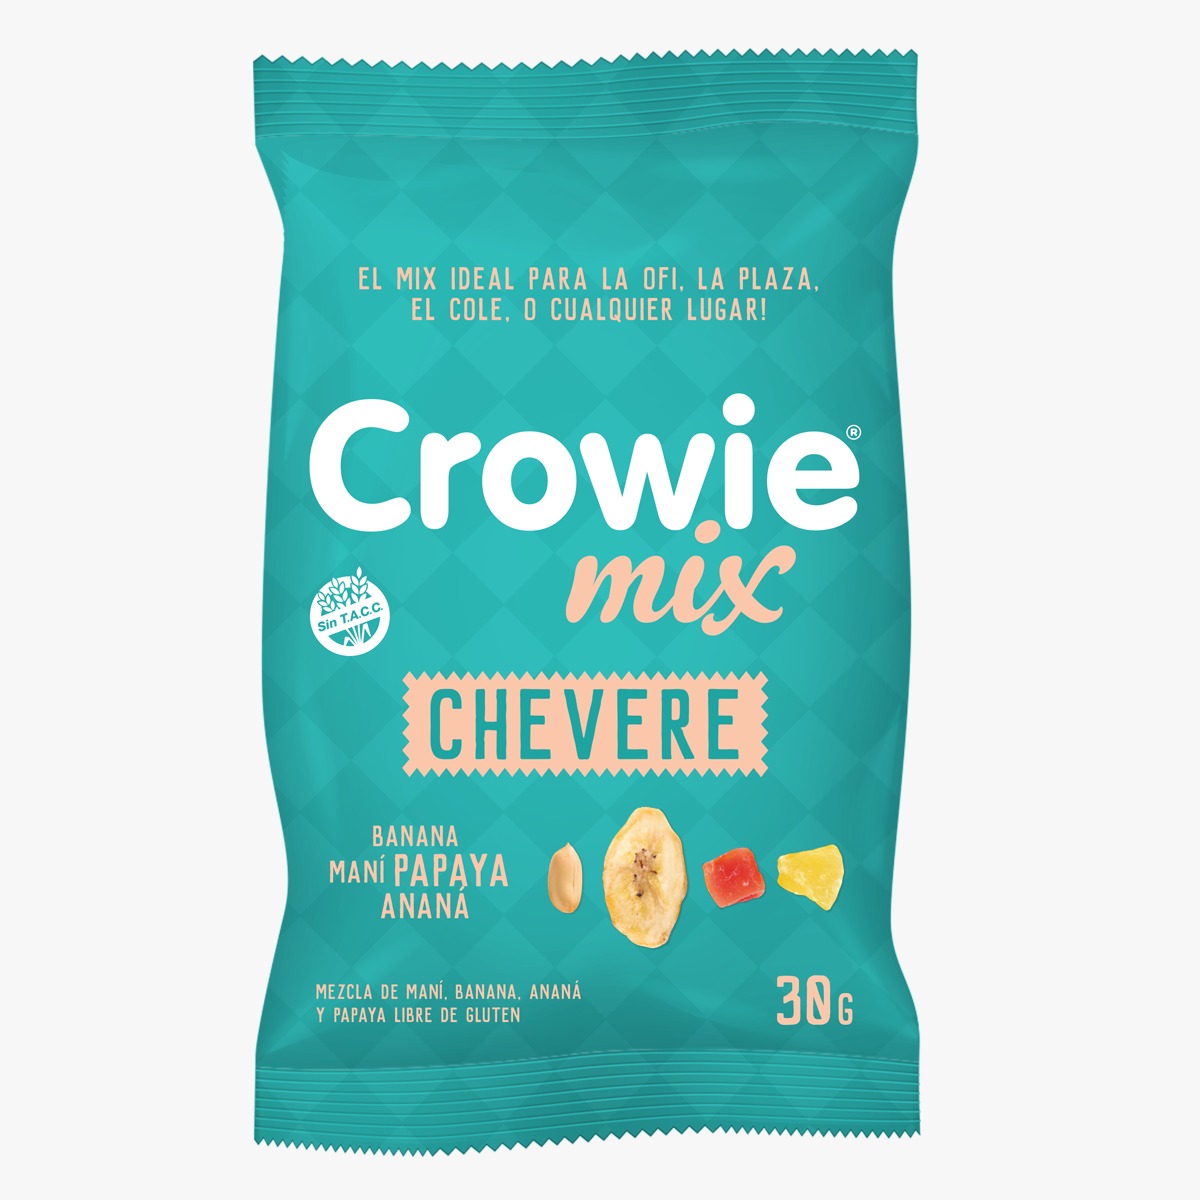 EL MIX IDEAL PARA LA OFI, LA PLAZA,
EL COLE, O CUALQUIER LUGAR!
Crowie®
mix
Sin T.A.C.C.
CHEVERE
BANANA
MANÍ PAPAYA
ANANÁ
MEZCLA DE MANÍ, BANANA, ANANÁ
Y PAPAYA LIBRE DE GLUTEN
30G